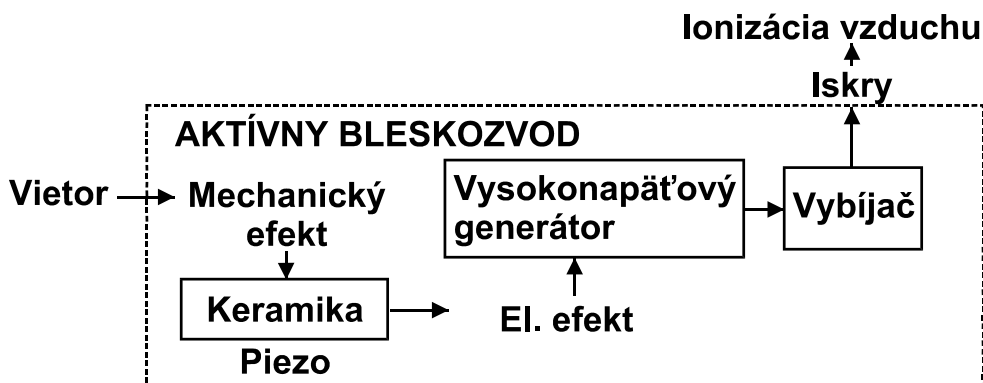 Ionizácia vzduchu
Iskry
AKTÍVNY BLESKOZVOD
Vietor
Mechanický
efekt
Vysokonapäťový
generátor
Vybíjač
Keramika
El. efekt
Piezo